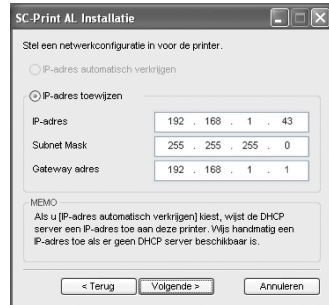 SC-Print AL Installatie
Stel een netwerkconfiguratie in voor de printer.
IP-adres automatisch verkrijgen
IP-adres toewijzen
IP-adres 192 . 168 . 1 . 43
Subnet Mask 255 . 255 . 255 . 0
Gateway adres 192 . 168 . 1 . 1
MEMO
Als u [IP-adres automatisch verkrijgen] kiest, wijst de DHCP
server een IP-adres toe aan deze printer. Wijs handmatig een
IP-adres toe als er geen DHCP server beschikbaar is.
< Terug Volgende > Annuleren